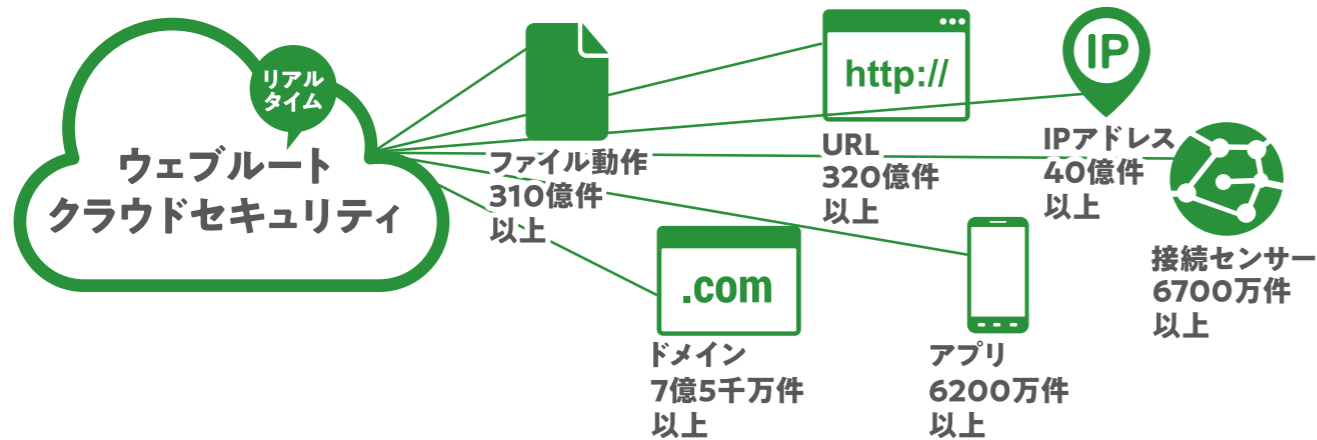 リアル
タイム
ウェブルート
クラウドセキュリティ
ファイル動作
310億件
以上
http://
URL
320億件
以上
IP
IPアドレス
40億件
以上
接続センサー
6700万件
以上
.com
ドメイン
7億5千万件
以上
アプリ
6200万件
以上